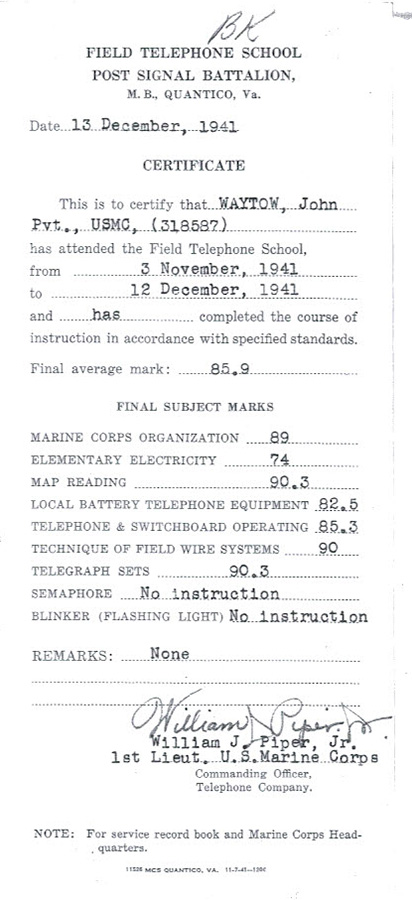 BK
FIELD TELEPHONE SCHOOL
POST SIGNAL BATTALION,
M. B., QUANTICO, Va.
Date 13 December, 1941
CERTIFICATE
This is to certify that WAYTOW, John
Pvt., USMC, (318587)
has attended the Field Telephone School,
from 3 November, 1941
to 12 December, 1941
and has completed the course of
instruction in accordance with specified standards.
Final average mark: 85.9
FINAL SUBJECT MARKS
MARINE CORPS ORGANIZATION 89
ELEMENTARY ELECTRICITY 74
MAP READING 90.3
LOCAL BATTERY TELEPHONE EQUIPMENT 82.5
TELEPHONE & SWITCHBOARD OPERATING 85.3
TECHNIQUE OF FIELD WIRE SYSTEMS 90
TELEGRAPH SETS 90.3
SEMAPHORE No instruction
BLINKER (FLASHING LIGHT) No instruction
REMARKS: None
William J. Piper, Jr
William J. Piper, Jr.
1st Lieut. U.S.Marine Corps
Commanding Officer,
Telephone Company.
NOTE: For service record book and Marine Corps Head-
quarters.
MCS QUANTICO, VA.